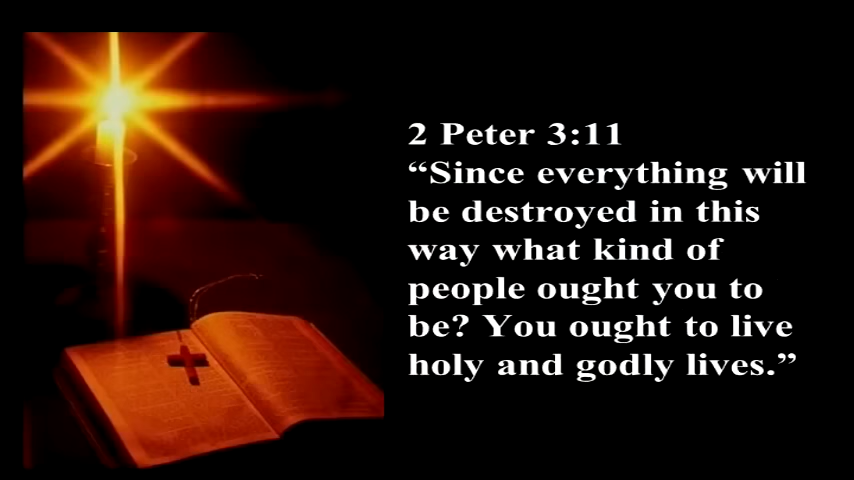 2 Peter 3:11
“Since everything will
be destroyed in this
way what kind of
people ought you to
be? You ought to live
holy and godly lives.”